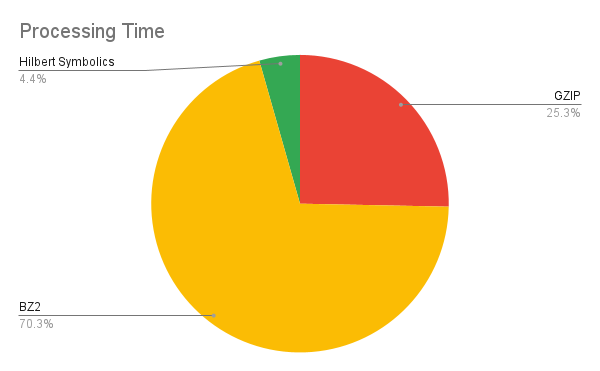 Processing Time
Hilbert Symbolics
4.4%
GZIP
25.3%
BZ2
70.3%